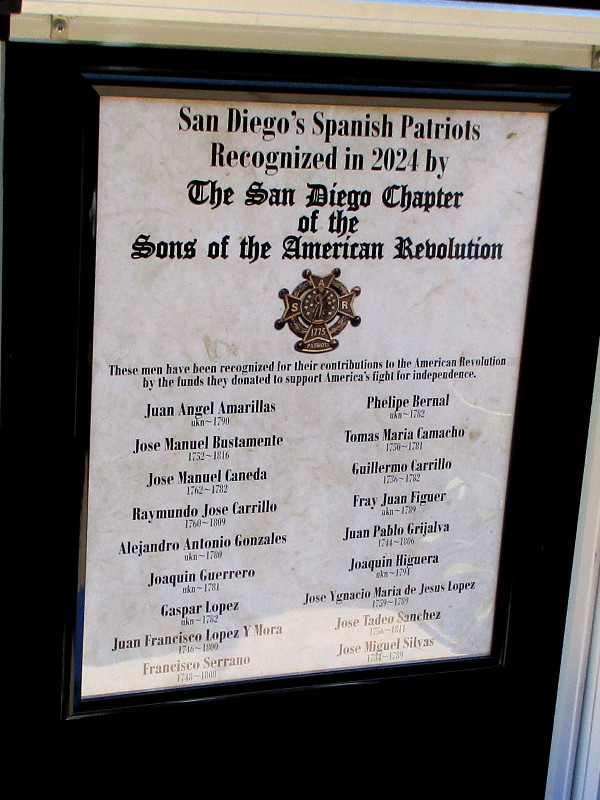 San Diego's Spanish Patriots
Recognized in 2024 by
The San Diego Chapter
of the
Sons of the American Revolution
S A R
1775
PATRIOT
These men have been recognized for their contributions to the American Revolution
by the funds they donated to support America's fight for independence.
Juan Angel Amarillas
ukn~1790
Jose Manuel Bustamente
1752~1816
Jose Manuel Caneda
1762~1782
Raymundo Jose Carrillo
1760~1809
Alejandro Antonio Gonzales
ukn~1780
Joaquin Guerrero
ukn~1781
Gaspar Lopez
ukn~1782
Juan Francisco Lopez Y Mora
1746~1800
Francisco Serrano
1748~1808
Phelipe Bernal
ukn~1782
Tomas Maria Camacho
1750~1781
Guillermo Carrillo
1736~1782
Fray Juan Figuer
ukn~1789
Juan Pablo Grijalva
1744~1806
Joaquin Higuera
ukn~1791
Jose Ygnacio Maria de Jesus Lopez
1759~1789
Jose Tadeo Sanchez
1756~1811
Jose Miguel Silvas